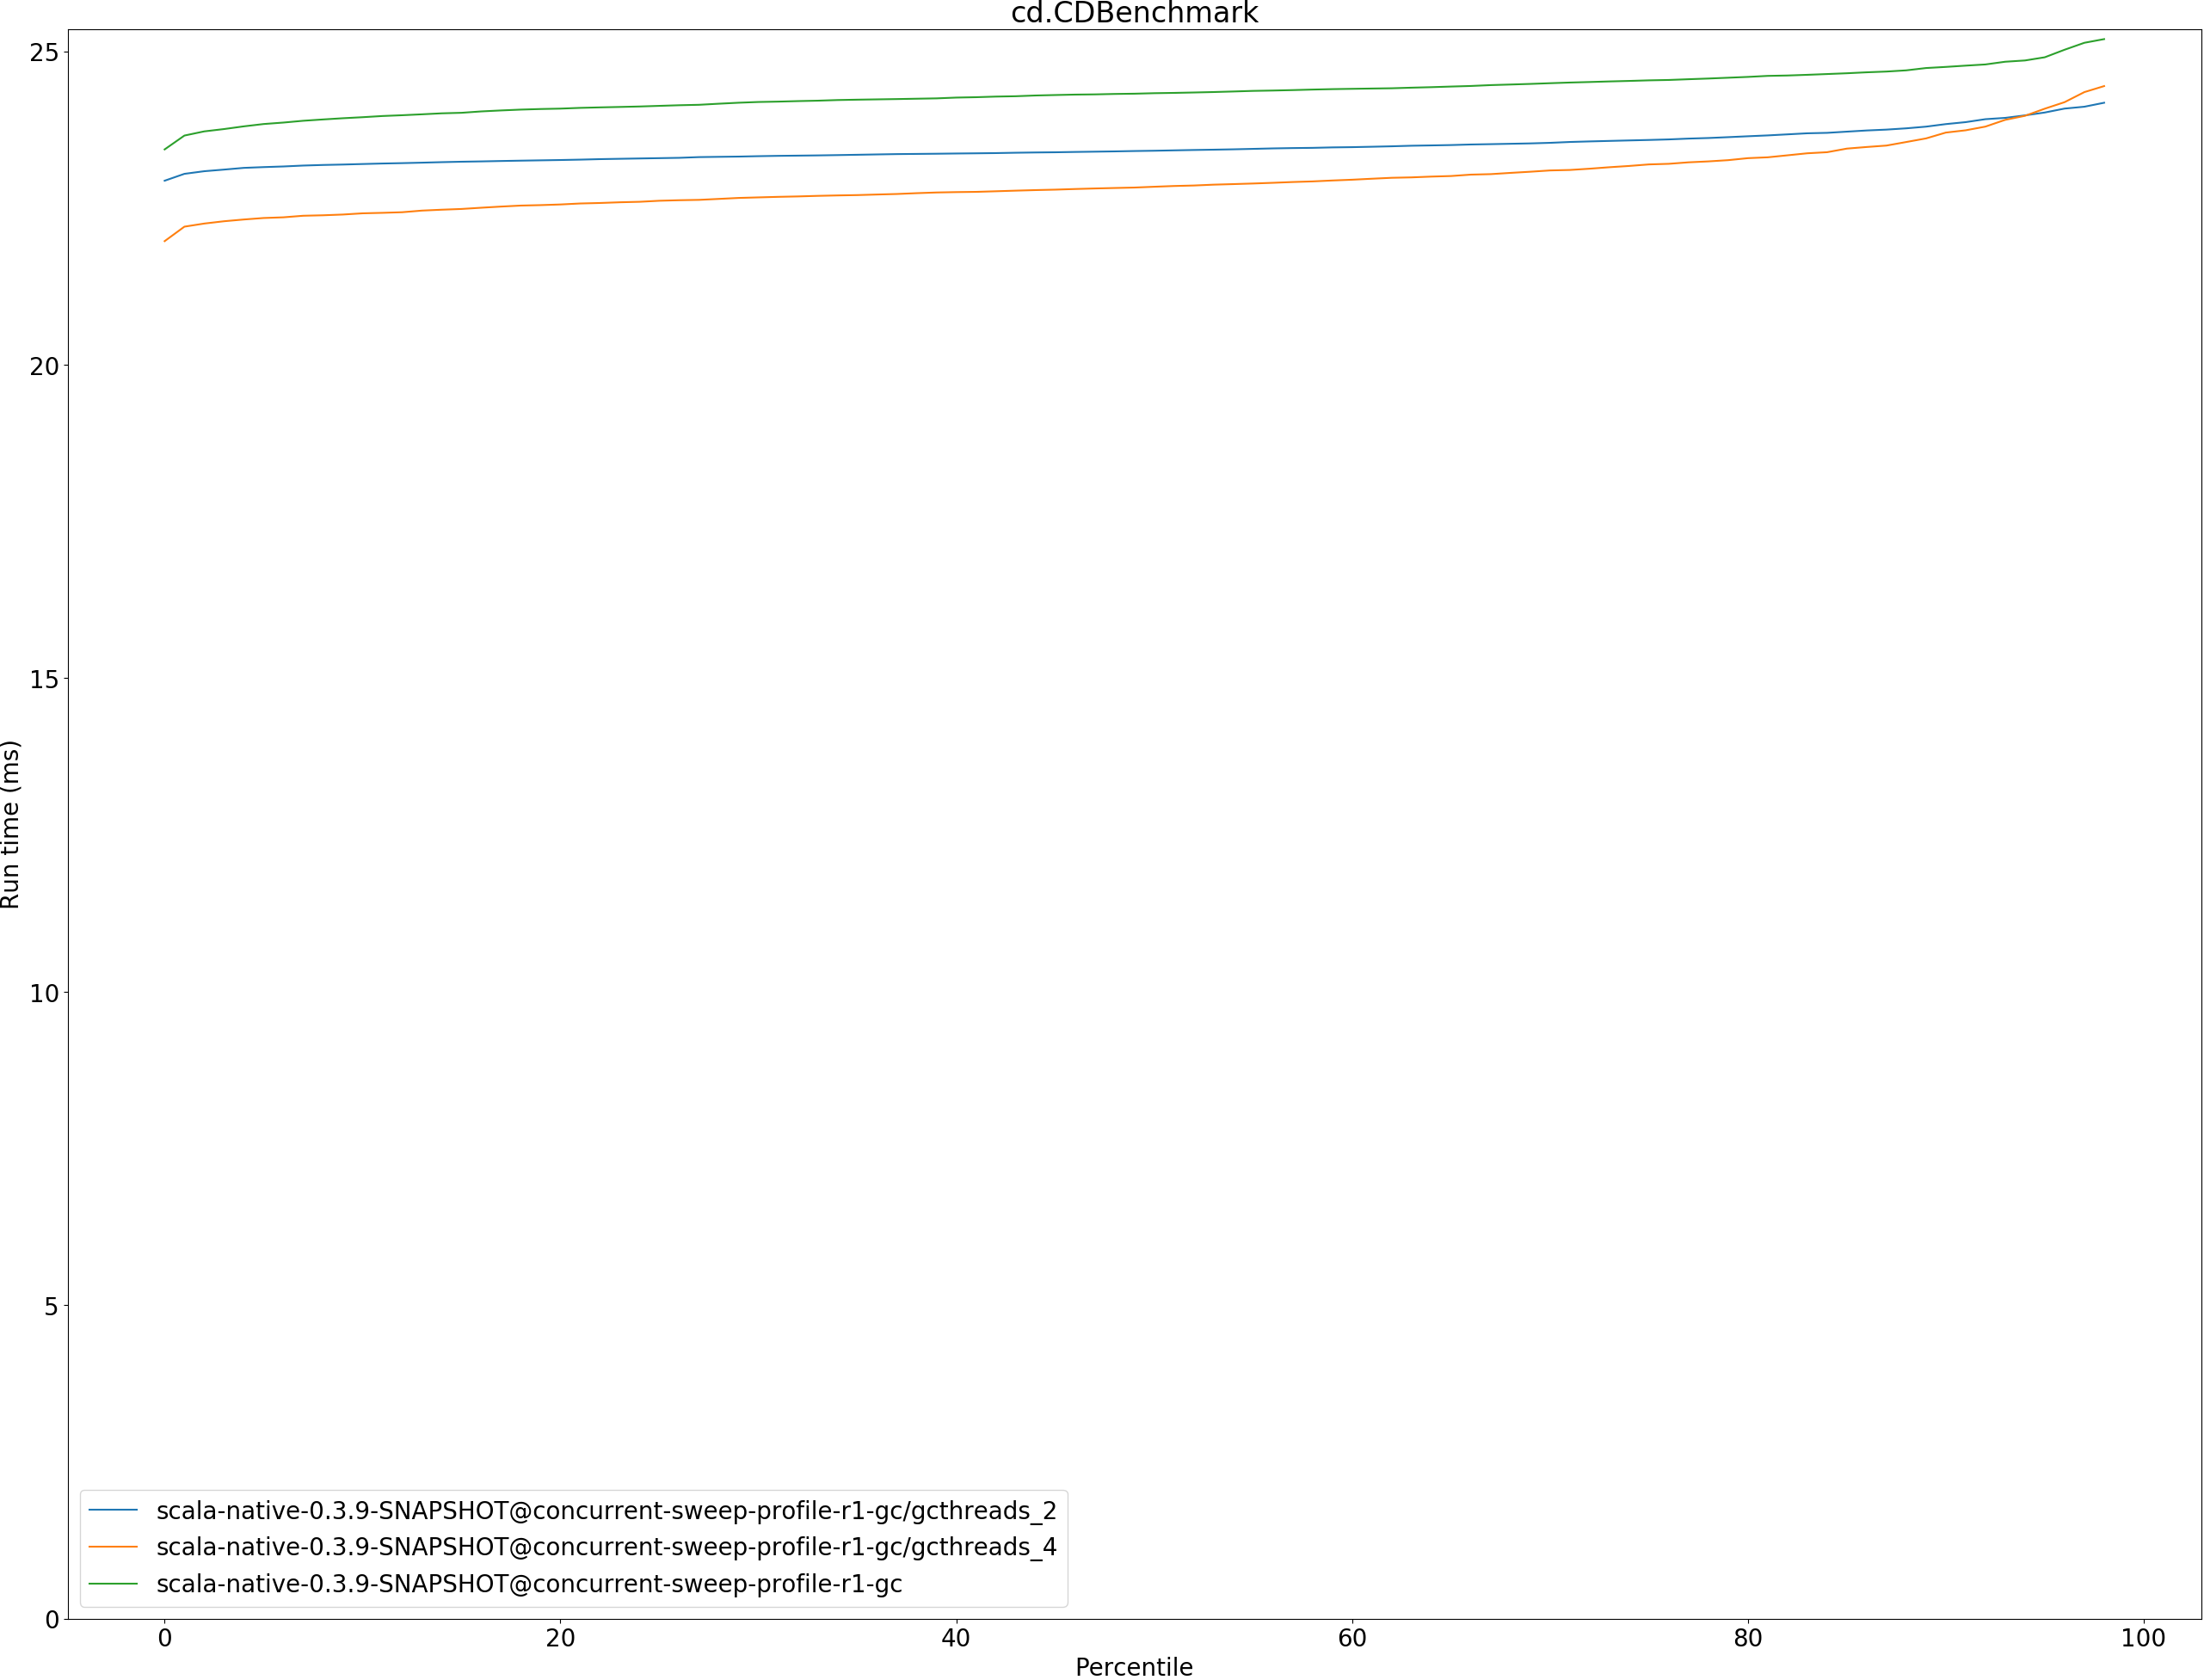 cd.CDBenchmark
25
20
15
10
5
0
Run time (ms)
scala-native-0.3.9-SNAPSHOT@concurrent-sweep-profile-r1-gc/gcthreads_2
scala-native-0.3.9-SNAPSHOT@concurrent-sweep-profile-r1-gc/gcthreads_4
scala-native-0.3.9-SNAPSHOT@concurrent-sweep-profile-r1-gc
0 20 40 60 80 100
Percentile